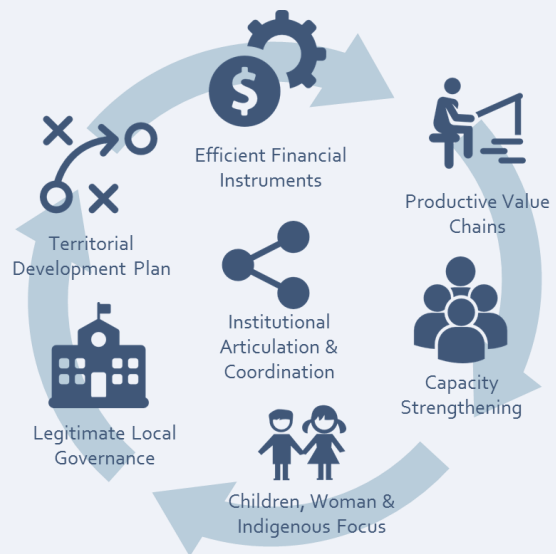 $
Efficient Financial
Instruments
Productive Value
Chains
Territorial
Development Plan
Institutional
Articulation &
Coordination
Capacity
Strengthening
Legitimate Local
Governance
Children, Woman &
Indigenous Focus